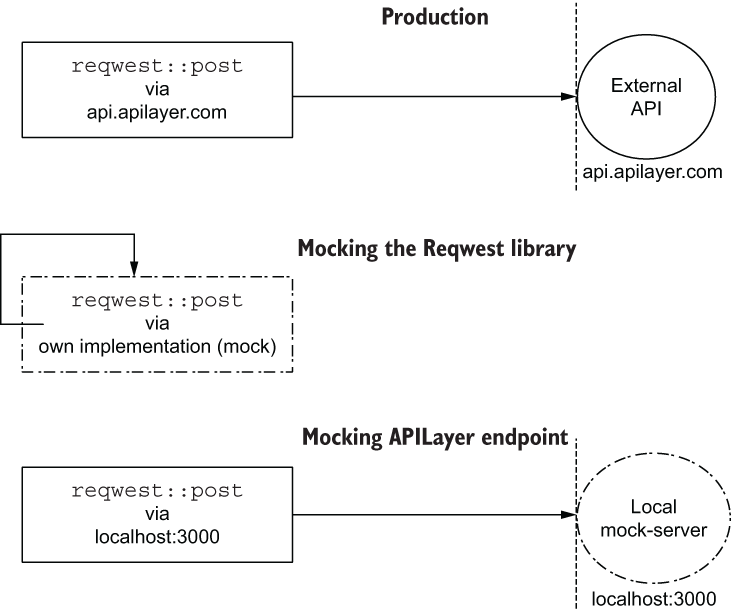 Production
reqwest::post
via
api.apilayer.com
External
API
api.apilayer.com
Mocking the Reqwest library
reqwest::post
via
own implementation (mock)
Mocking APILayer endpoint
reqwest::post
via
localhost:3000
Local
mock-server
localhost:3000